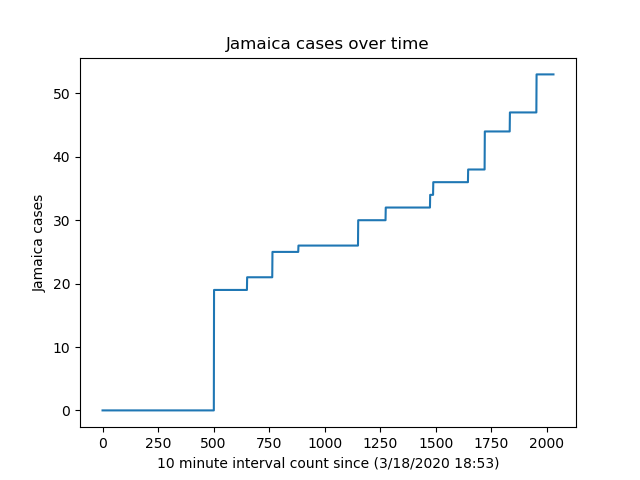 Jamaica cases over time
Jamaica cases
50
40
30
20
10
0
0 250 500 750 1000 1250 1500 1750 2000
10 minute interval count since (3/18/2020 18:53)